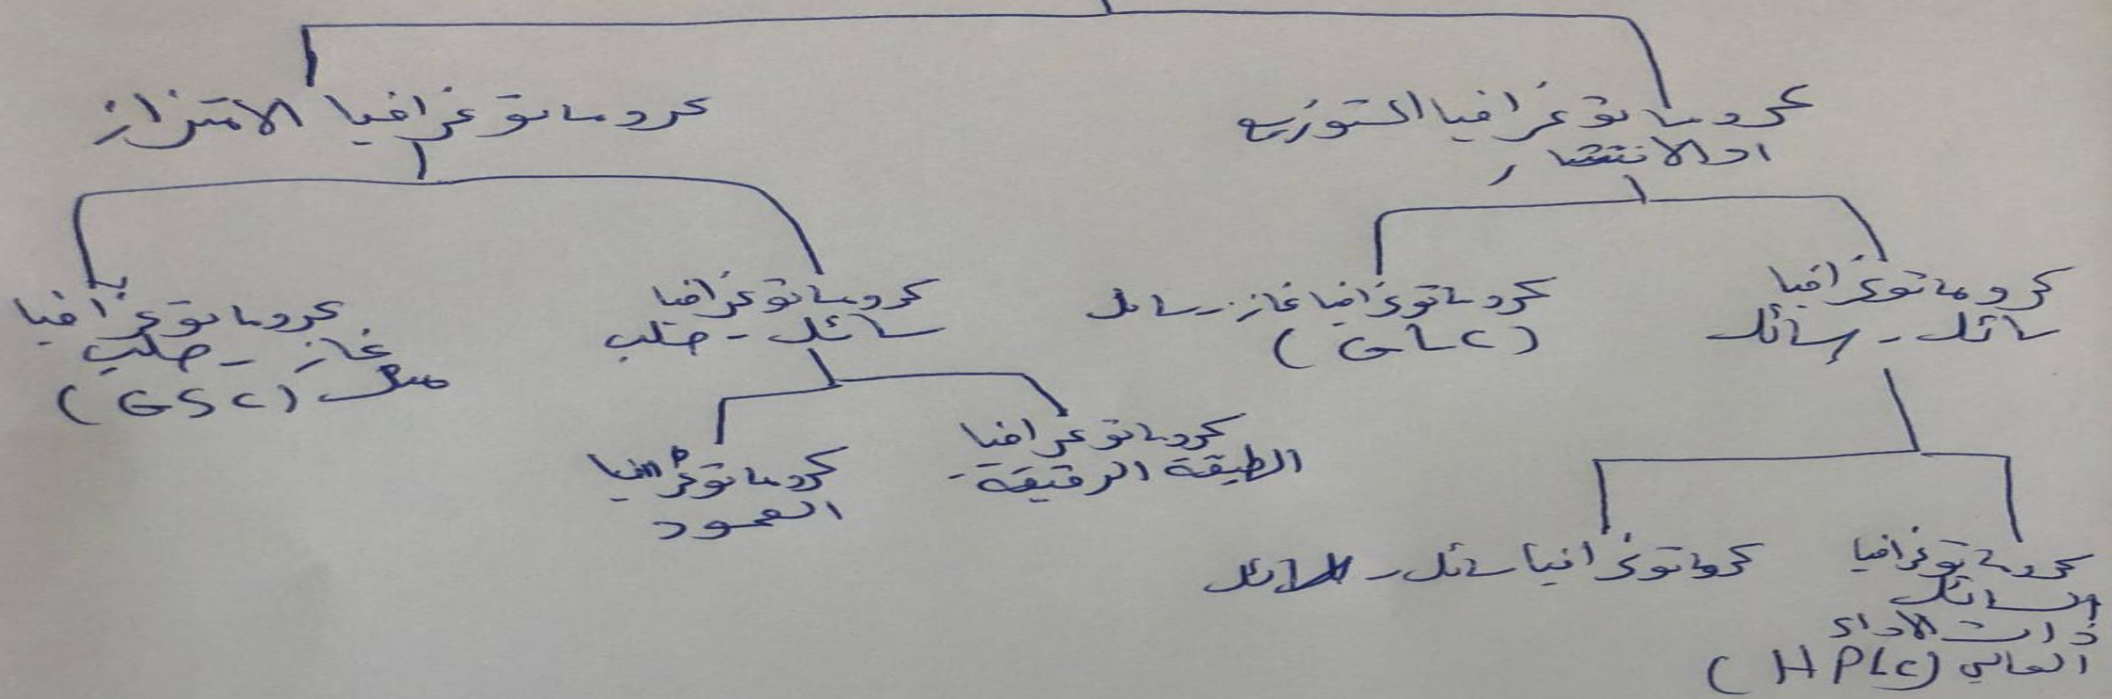 كروماتوغرافيا التوزيع
او الانتشار
كروماتوغرافيا الامتزاز
كروماتوغرافيا
سائل - سائل
كروماتوغرافيا غاز - سائل
(GLC)
كروماتوغرافيا
سائل - صلب
كروماتوغرافيا
غاز - صلب
(GSC)
كروماتوغرافيا
السائل
ذات الاداء
العالي (HPLC)
كروماتوغرافيا سائل -
كروماتوغرافيا
الطبقة الرقيقة -
كروماتوغرافيا
العمود